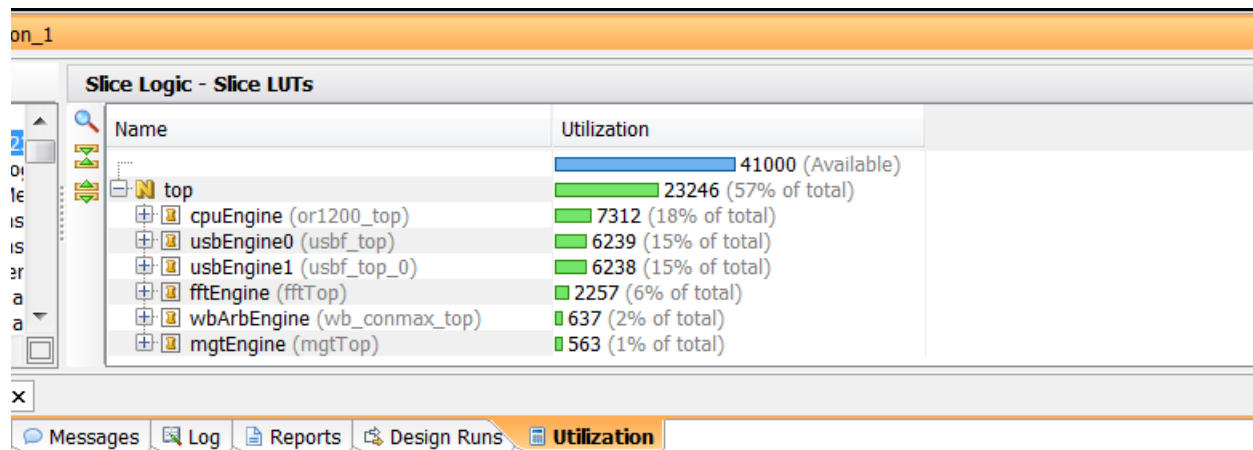 on_1
Slice Logic - Slice LUTs
Name Utilization
41000 (Available)
top 23246 (57% of total)
cpuEngine (or1200_top) 7312 (18% of total)
usbEngine0 (usbf_top) 6239 (15% of total)
usbEngine1 (usbf_top_0) 6238 (15% of total)
fftEngine (fftTop) 2257 (6% of total)
wbArbEngine (wb_conmax_top) 637 (2% of total)
mgtEngine (mgtTop) 563 (1% of total)
Messages Log Reports Design Runs Utilization